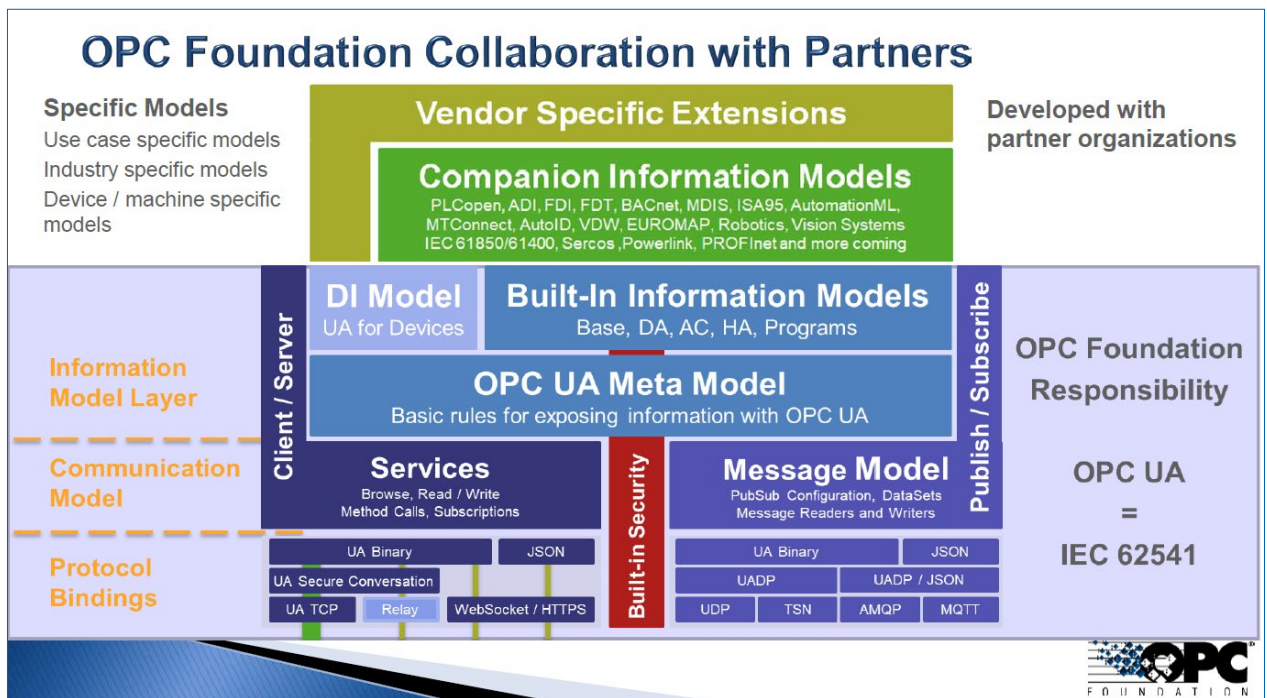 OPC Foundation Collaboration with Partners
Specific Models
Use case specific models
Industry specific models
Device / machine specific
models
Vendor Specific Extensions
Developed with
partner organizations
Companion Information Models
PLCopen, ADI, FDI, FDT, BACnet, MDIS, ISA95, AutomationML,
MTConnect, AutoID, VDW, EUROMAP, Robotics, Vision Systems
IEC 61850/61400, Sercos ,Powerlink, PROFInet and more coming
Information
Model Layer
Communication
Model
Protocol
Bindings
Client / Server
DI Model
UA for Devices
Built-In Information Models
Base, DA, AC, HA, Programs
OPC UA Meta Model
Basic rules for exposing information with OPC UA
Services
Browse, Read / Write
Method Calls, Subscriptions
Built-in Security
Message Model
PubSub Configuration, DataSets
Message Readers and Writers
Publish / Subscribe
UA Binary
JSON
UA Secure Conversation
UA TCP
Relay
WebSocket / HTTPS
UA Binary
JSON
UADP
UADP / JSON
UDP
TSN
AMQP
MQTT
OPC Foundation
Responsibility
OPC UA
=
IEC 62541
OPC
FOUNDATION